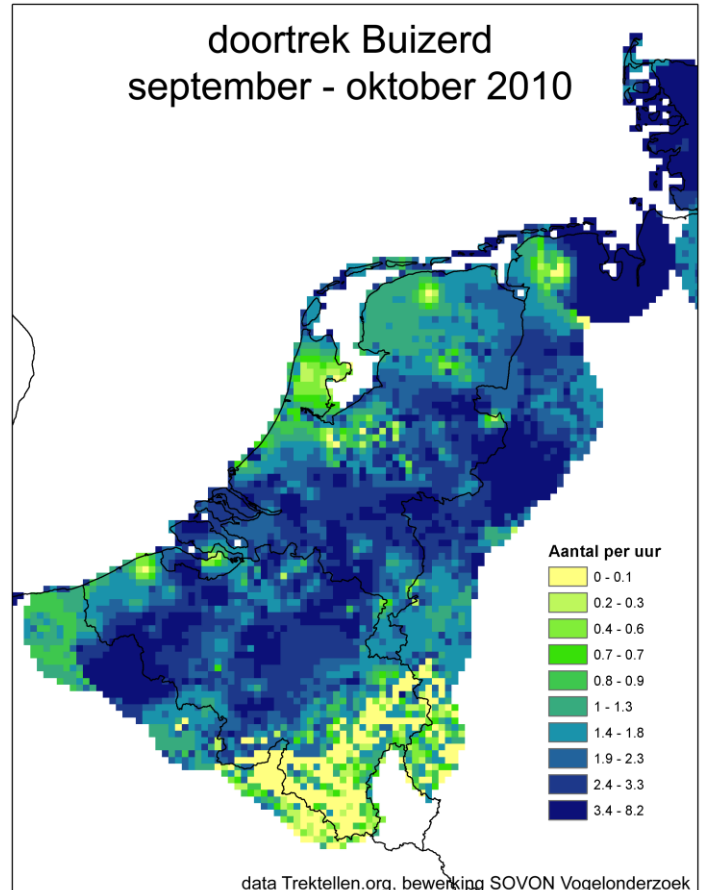 doortrek Buizerd
september - oktober 2010
Aantal per uur
0 - 0.1
0.2 - 0.3
0.4 - 0.6
0.7 - 0.7
0.8 - 0.9
1 - 1.3
1.4 - 1.8
1.9 - 2.3
2.4 - 3.3
3.4 - 8.2
data Trektellen.org, bewerking SOVON Vogelonderzoek